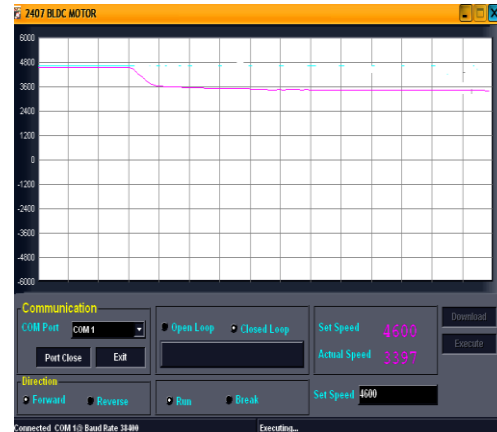 2407 BLDC MOTOR
6000
4800
3600
2400
1200
0
-1200
-2400
-3600
-4800
-6000
Communication
COM Port COM 1
Port Close Exit
Open Loop Closed Loop
Set Speed 4600
Actual Speed 3397
Download
Execute
Direction
Forward Reverse
Run Break
Set Speed 4600
Connected COM 1@ Baud Rate 38400 Executing...